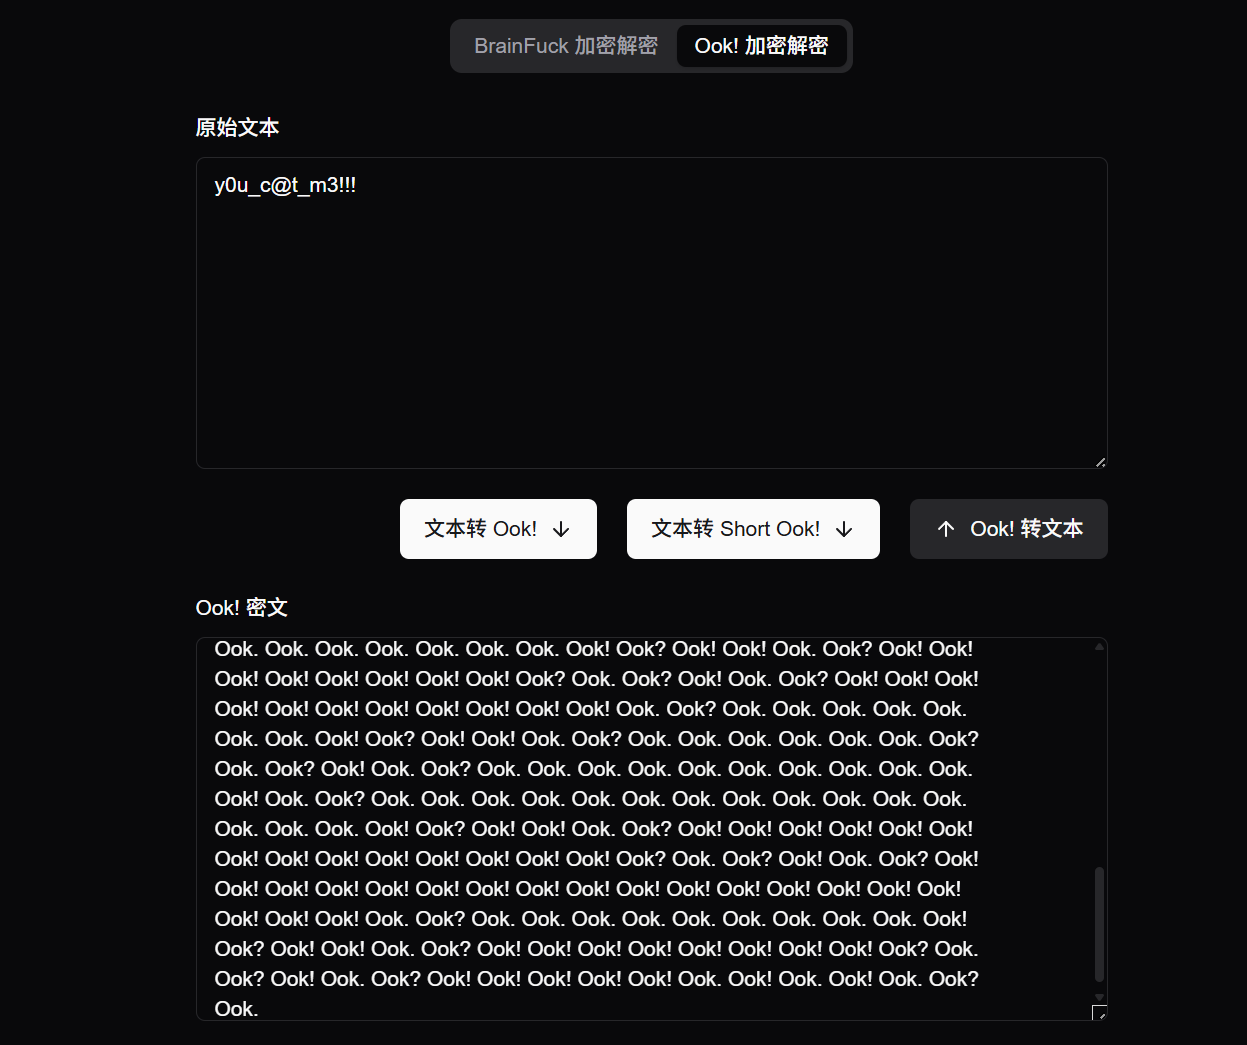 BrainFuck 加密解密 Ook! 加密解密
原始文本
y0u_c@t_m3!!!
文本转 Ook! ↓ 文本转 Short Ook! ↓ ↑ Ook! 转文本
Ook! 密文
Ook. Ook. Ook. Ook. Ook. Ook. Ook. Ook! Ook? Ook! Ook! Ook. Ook? Ook! Ook!
Ook! Ook! Ook! Ook! Ook! Ook! Ook? Ook. Ook? Ook! Ook. Ook? Ook! Ook! Ook!
Ook! Ook! Ook! Ook! Ook! Ook! Ook! Ook! Ook. Ook? Ook. Ook. Ook. Ook. Ook.
Ook. Ook. Ook! Ook? Ook! Ook! Ook. Ook? Ook. Ook. Ook. Ook. Ook. Ook. Ook?
Ook. Ook? Ook! Ook. Ook? Ook. Ook. Ook. Ook. Ook. Ook. Ook. Ook. Ook. Ook.
Ook! Ook. Ook? Ook. Ook. Ook. Ook. Ook. Ook. Ook. Ook. Ook. Ook. Ook. Ook.
Ook. Ook. Ook. Ook! Ook? Ook! Ook! Ook. Ook? Ook! Ook! Ook! Ook! Ook! Ook!
Ook! Ook! Ook! Ook! Ook! Ook! Ook! Ook! Ook? Ook. Ook? Ook! Ook. Ook? Ook!
Ook! Ook! Ook! Ook! Ook! Ook! Ook! Ook! Ook! Ook! Ook! Ook! Ook! Ook! Ook!
Ook! Ook! Ook! Ook. Ook? Ook. Ook. Ook. Ook. Ook. Ook. Ook. Ook. Ook. Ook!
Ook? Ook! Ook! Ook. Ook? Ook! Ook! Ook! Ook! Ook! Ook! Ook! Ook! Ook? Ook.
Ook? Ook! Ook. Ook? Ook! Ook! Ook! Ook! Ook! Ook. Ook! Ook. Ook! Ook. Ook?
Ook.